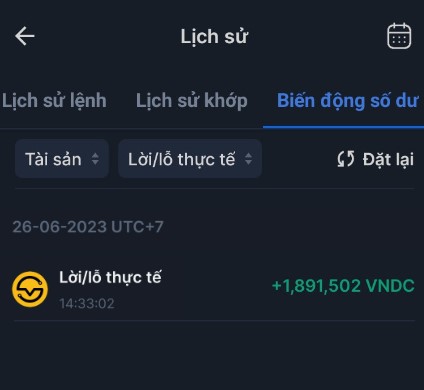 Lịch sử
Lịch sử lệnh Lịch sử khớp Biến động số dư
Tài sản Lời/lỗ thực tế Đặt lại
26-06-2023 UTC+7
Lời/lỗ thực tế +1,891,502 VNDC
14:33:02